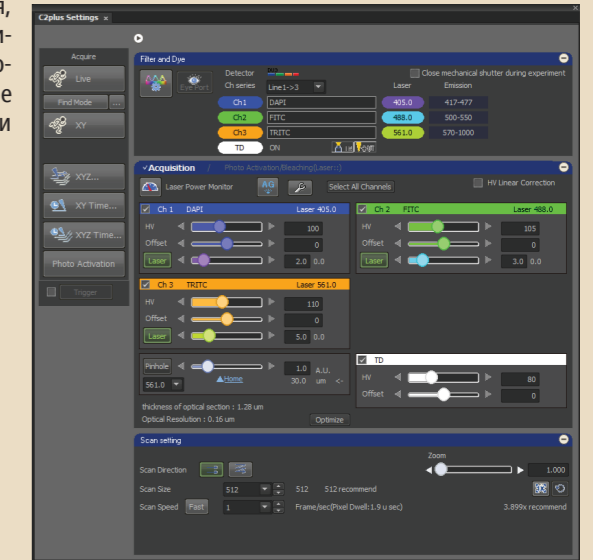 я,
и-
о-
е
и
C2plus Settings ×
Acquire
Live
Find Mode ...
XY
XYZ...
XY Time...
XYZ Time...
Photo Activation
Trigger
Filter and Dye
Eye Port
Detector
Close mechanical shutter during experiment
Ch series Line1->3 Laser Emission
Ch1 DAPI 405.0 417-477
Ch2 FITC 488.0 500-550
Ch3 TRITC 561.0 570-1000
TD ON
Acquisition / Photo Activation/Bleaching(Laser:()
Laser Power Monitor AG Select All Channels HV Linear Correction
Ch 1 DAPI Laser 405.0
HV 100
Offset 0
Laser 2.0 0.0
Ch 2 FITC Laser 488.0
HV 105
Offset 0
Laser 3.0 0.0
Ch 3 TRITC Laser 561.0
HV 110
Offset 0
Laser 5.0 0.0
Pinhole 1.0 A.U.
561.0 Home 30.0 um <-
TD
HV 80
Offset 0
thickness of optical section : 1.28 um
Optical Resolution : 0.16 um Optimize
Scan setting
Zoom
Scan Direction 1.000
Scan Size 512 512 512 recommend
Scan Speed Fast 1 Frame/sec(Pixel Dwell:1.9 u sec) 3.899x recommend